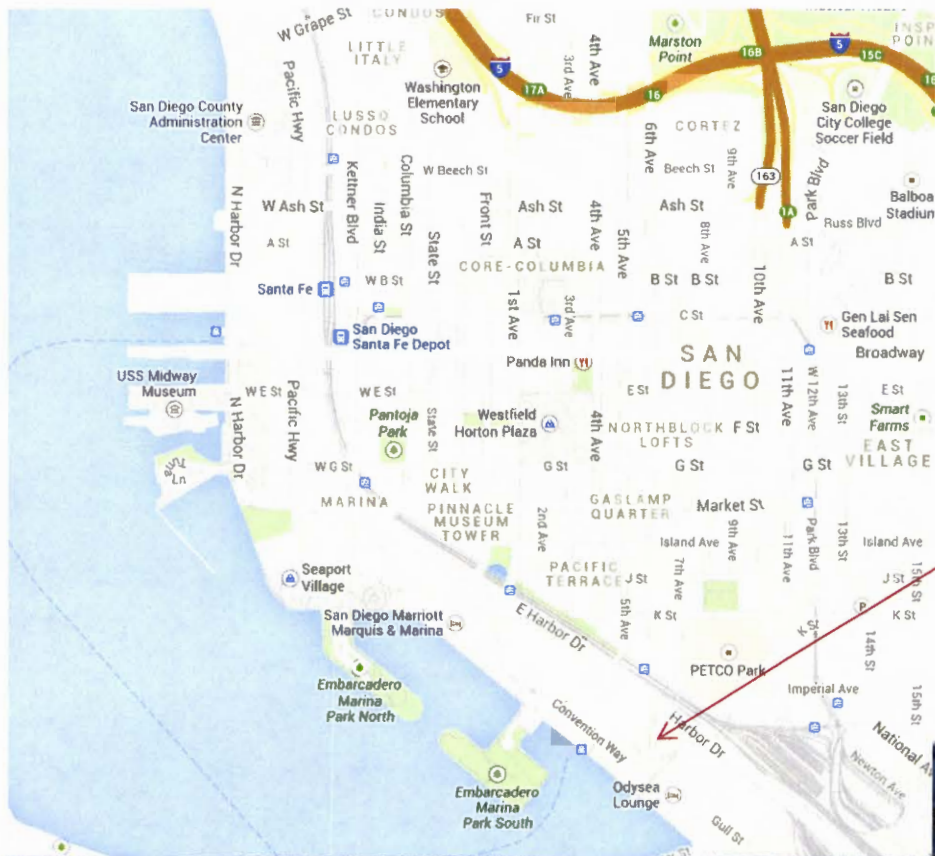 Fir St
W Grape St
CONDOS
LITTLE
ITALY
Pacific Hwy
5
17A
3rd Ave
4th Ave
16
Marston
Point
16B
5
15C
INSP
POIN
Washington
Elementary
School
San Diego County
Administration
Center
LUSSO
CONDOS
6th Ave
CORTEZ
San Diego
City College
Soccer Field
Kettner Blvd
Columbia St
W Beech St
Beech St
9th Ave
163
Park Blvd
N Harbor Dr
W Ash St
India St
Front St
Ash St
4th Ave
Ash St
1A
Russ Blvd
Balboa
Stadium
A St
State St
A St
5th Ave
8th Ave
A St
CORE-COLUMBIA
Santa Fe
W B St
B St
B St
10th Ave
B St
1st Ave
3rd Ave
C St
Gen Lai Sen
Seafood
San Diego
Santa Fe Depot
Panda Inn
SAN
DIEGO
Broadway
USS Midway
Museum
W E St
Pacific Hwy
W E St
E St
11th Ave
W 12th Ave
13th St
E St
N Harbor Dr
Pantoja
Park
State St
Westfield
Horton Plaza
4th Ave
NORTHBLOCK
LOFTS
F St
Smart
Farms
EAST
VILLAGE
Tuna Ln
W G St
CITY
WALK
G St
G St
G St
MARINA
PINNACLE
MUSEUM
TOWER
2nd Ave
GASLAMP
QUARTER
Market St
Island Ave
9th Ave
11th Ave
Park Blvd
13th St
Island Ave
Seaport
Village
PACIFIC
TERRACE
J St
7th Ave
J St
15th St
San Diego Marriott
Marquis & Marina
E Harbor Dr
5th Ave
K St
K St
P
K St
14th St
PETCO Park
Embarcadero
Marina
Park North
Imperial Ave
15th St
Convention Way
Harbor Dr
National Av
Newton Ave
Embarcadero
Marina
Park South
Odysea
Lounge
Gull St